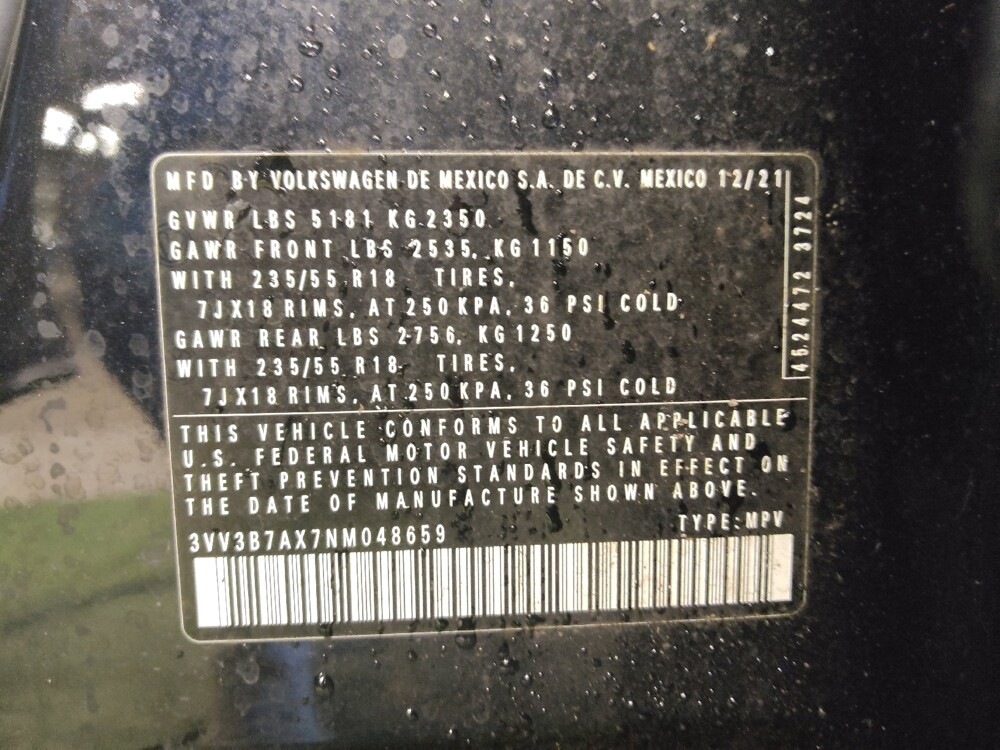 MFD BY VOLKSWAGEN DE MEXICO S.A. DE C.V. MEXICO 12/21
GVWR LBS 5181 KG 2350
GAWR FRONT LBS 2535, KG 1150
WITH 235/55 R18 TIRES,
7JX18 RIMS, AT 250 KPA, 36 PSI COLD
GAWR REAR LBS 2756, KG 1250
WITH 235/55 R18 TIRES,
7JX18 RIMS, AT 250 KPA, 36 PSI COLD
4524472 3724
THIS VEHICLE CONFORMS TO ALL APPLICABLE
U.S. FEDERAL MOTOR VEHICLE SAFETY AND
THEFT PREVENTION STANDARDS IN EFFECT ON
THE DATE OF MANUFACTURE SHOWN ABOVE.
TYPE: MPV
3VV3B7AX7NM048659